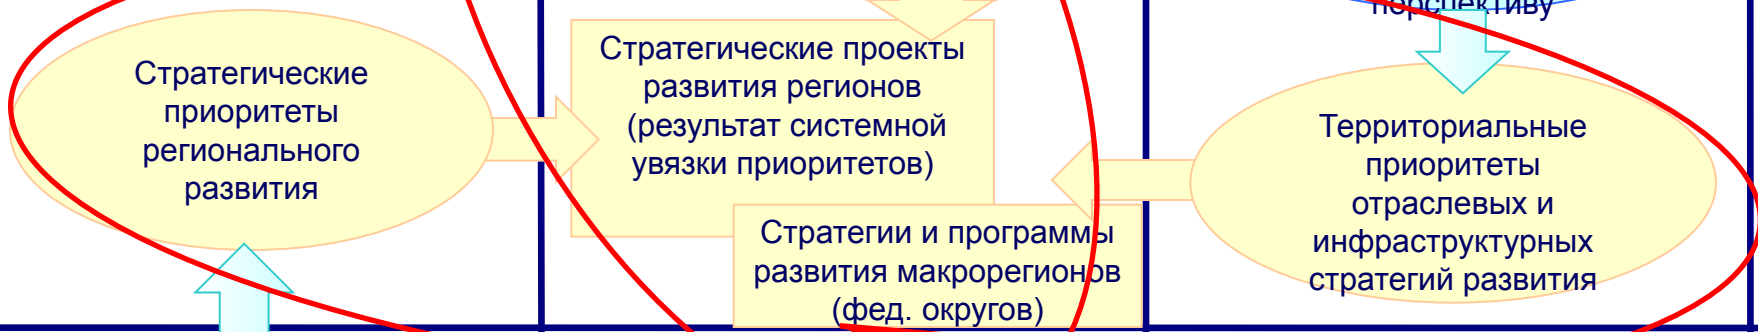 перспективу
Стратегические
приоритеты
регионального
развития
Стратегические проекты
развития регионов
(результат системной
увязки приоритетов)
Стратегии и программы
развития макрорегионов
(фед. округов)
Территориальные
приоритеты
отраслевых и
инфраструктурных
стратегий развития